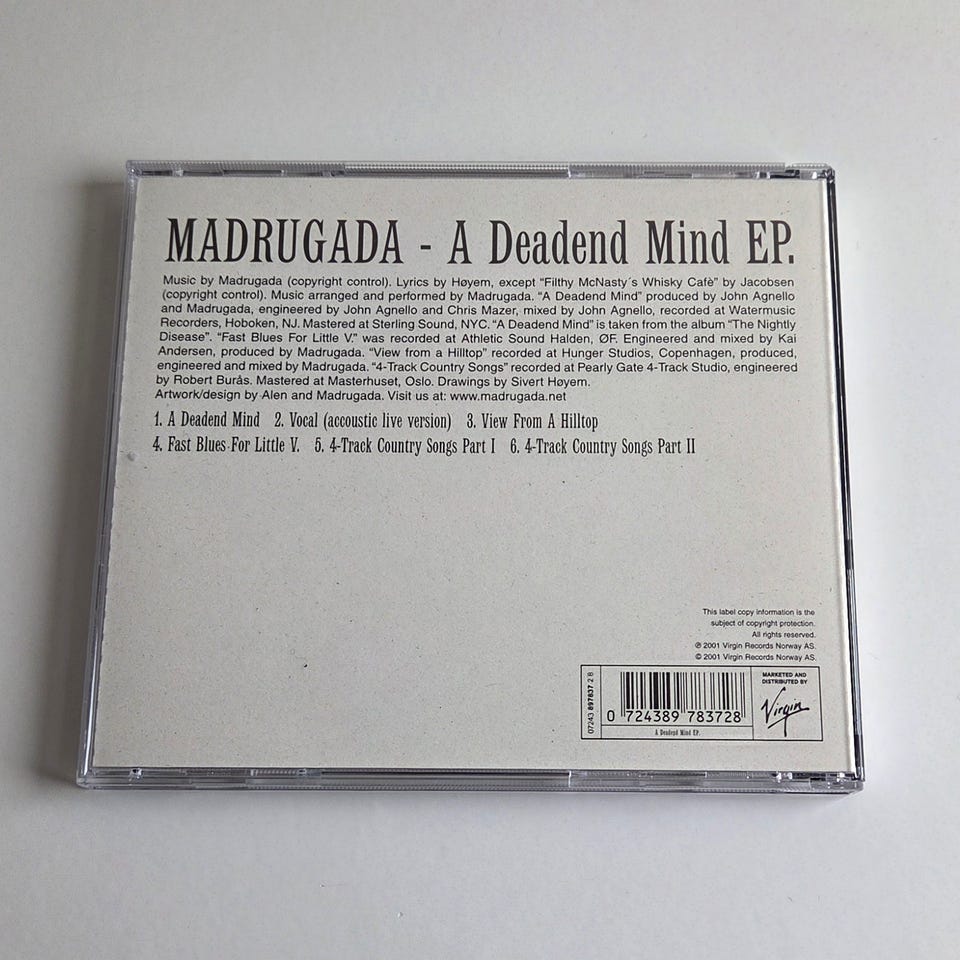 MADRUGADA - A Deadend Mind EP.
Music by Madrugada (copyright control). Lyrics by Høyem, except “Filthy McNasty´s Whisky Cafè” by Jacobsen
(copyright control). Music arranged and performed by Madrugada. “A Deadend Mind” produced by John Agnello
and Madrugada, engineered by John Agnello and Chris Mazer, mixed by John Agnello, recorded at Watermusic
Recorders, Hoboken, NJ. Mastered at Sterling Sound, NYC. “A Deadend Mind” is taken from the album “The Nightly
Disease”. “Fast Blues For Little V.” was recorded at Athletic Sound Halden, ØF. Engineered and mixed by Kai
Andersen, produced by Madrugada. “View from a Hilltop” recorded at Hunger Studios, Copenhagen, produced,
engineered and mixed by Madrugada. “4-Track Country Songs” recorded at Pearly Gate 4-Track Studio, engineered
by Robert Burås. Mastered at Masterhuset, Oslo. Drawings by Sivert Høyem.
Artwork/design by Alen and Madrugada. Visit us at: www.madrugada.net
1. A Deadend Mind 2. Vocal (accoustic live version) 3. View From A Hilltop
4. Fast Blues For Little V. 5. 4-Track Country Songs Part I 6. 4-Track Country Songs Part II
This label copy information is the
subject of copyright protection.
All rights reserved.
℗ 2001 Virgin Records Norway AS.
© 2001 Virgin Records Norway AS.
07243 897837 2 8
0 724389 783728
A Deadend Mind EP.
MARKETED AND
DISTRIBUTED BY
Virgin